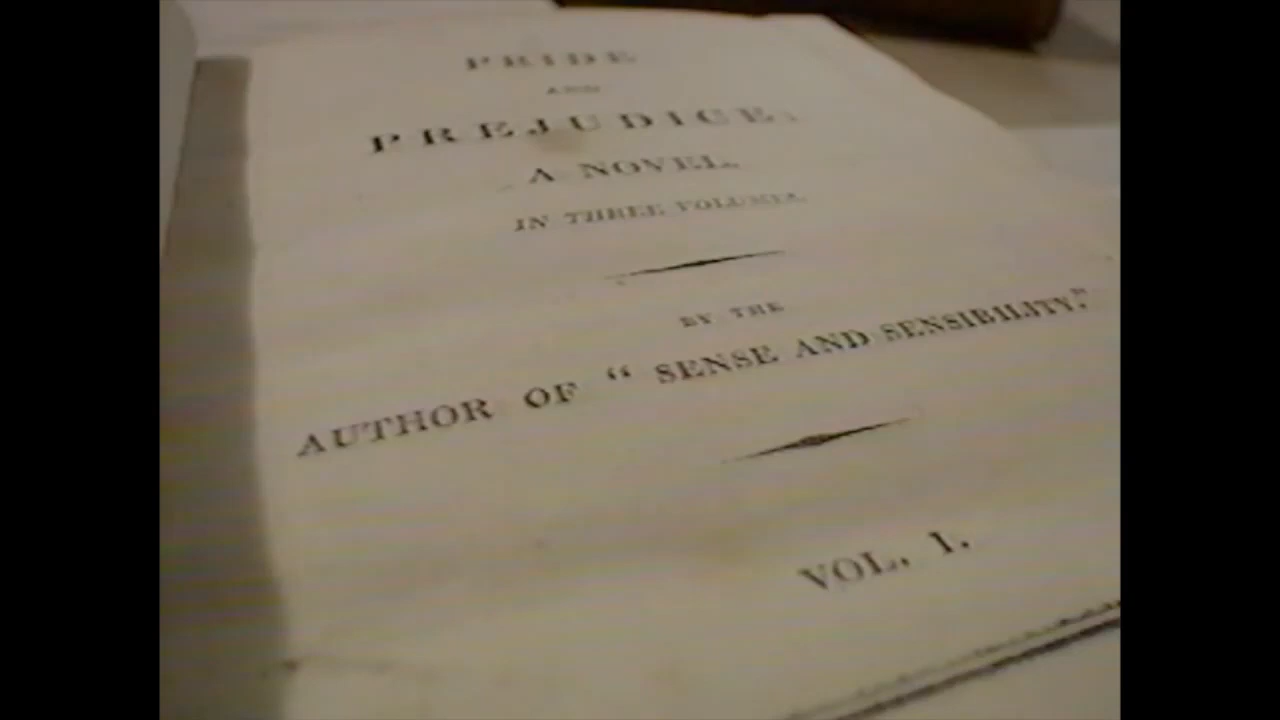 PRIDE
AND
PREJUDICE:
A NOVEL.
IN THREE VOLUMES.
BY THE
AUTHOR OF “ SENSE AND SENSIBILITY.”
VOL. I.